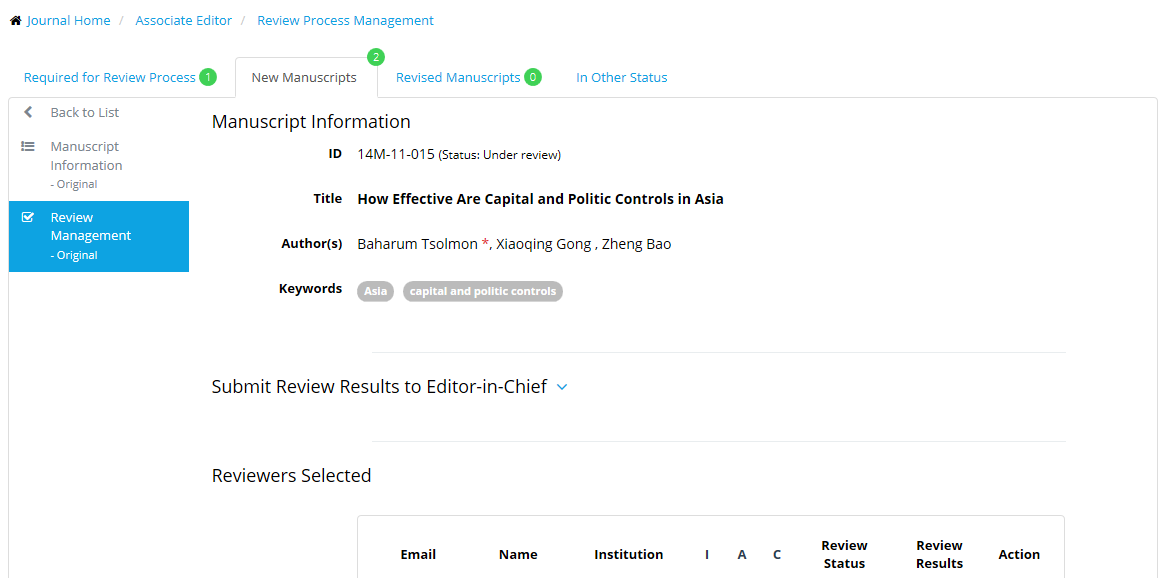 Journal Home / Associate Editor / Review Process Management
Required for Review Process 1 New Manuscripts 2 Revised Manuscripts 0 In Other Status
Back to List
Manuscript
Information
- Original
Review
Management
- Original
Manuscript Information
ID 14M-11-015 (Status: Under review)
Title How Effective Are Capital and Politic Controls in Asia
Author(s) Baharum Tsolmon *, Xiaoqing Gong , Zheng Bao
Keywords Asia capital and politic controls
Submit Review Results to Editor-in-Chief
Reviewers Selected
Email Name Institution I A C Review Status Review Results Action